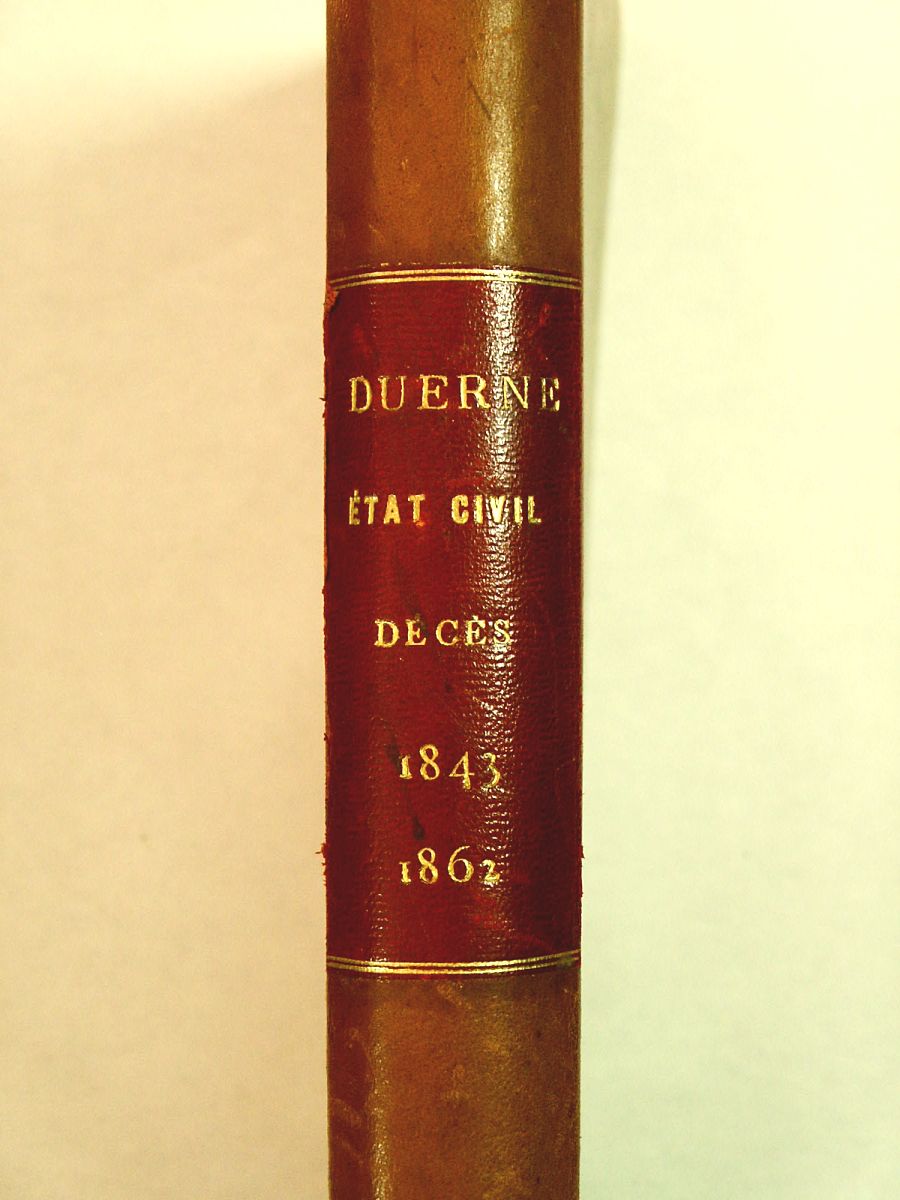 DUERNE
ÉTAT CIVIL
DÉCÈS
1843
1862